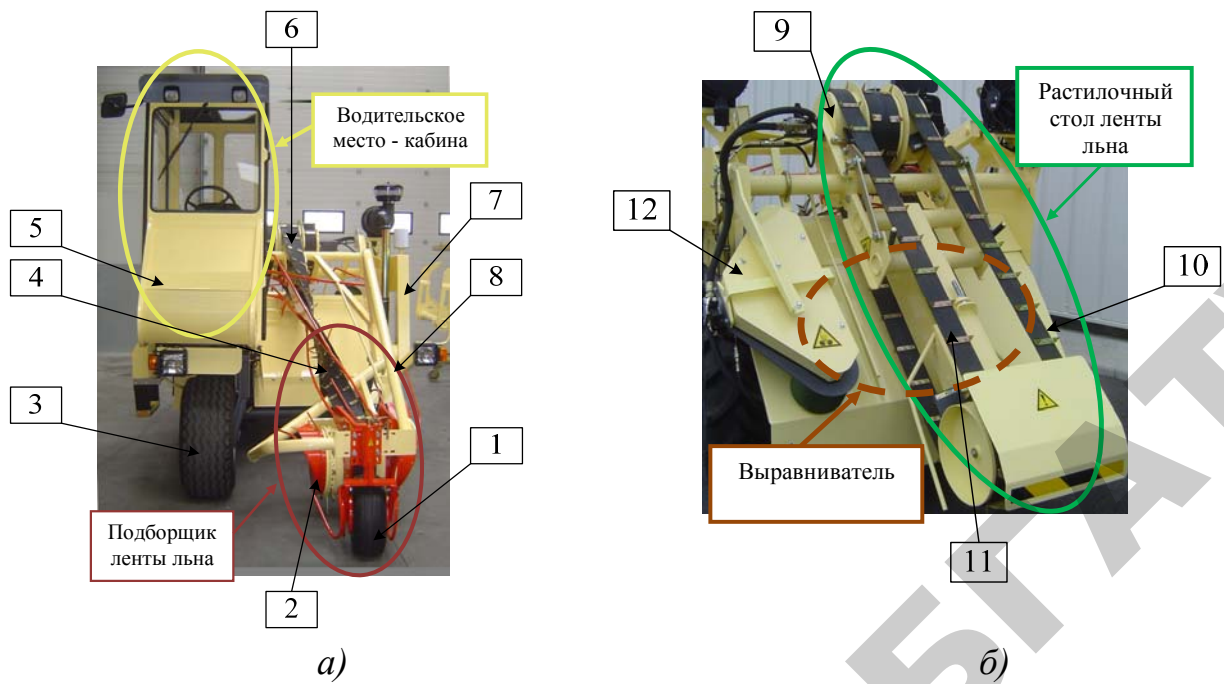 6
Водительское
место - кабина
5
7
4
8
3
1
Подборщик
ленты льна
2
а)
9
Растилочный
стол ленты
льна
12
10
Выравниватель
11
б)
БГАТ